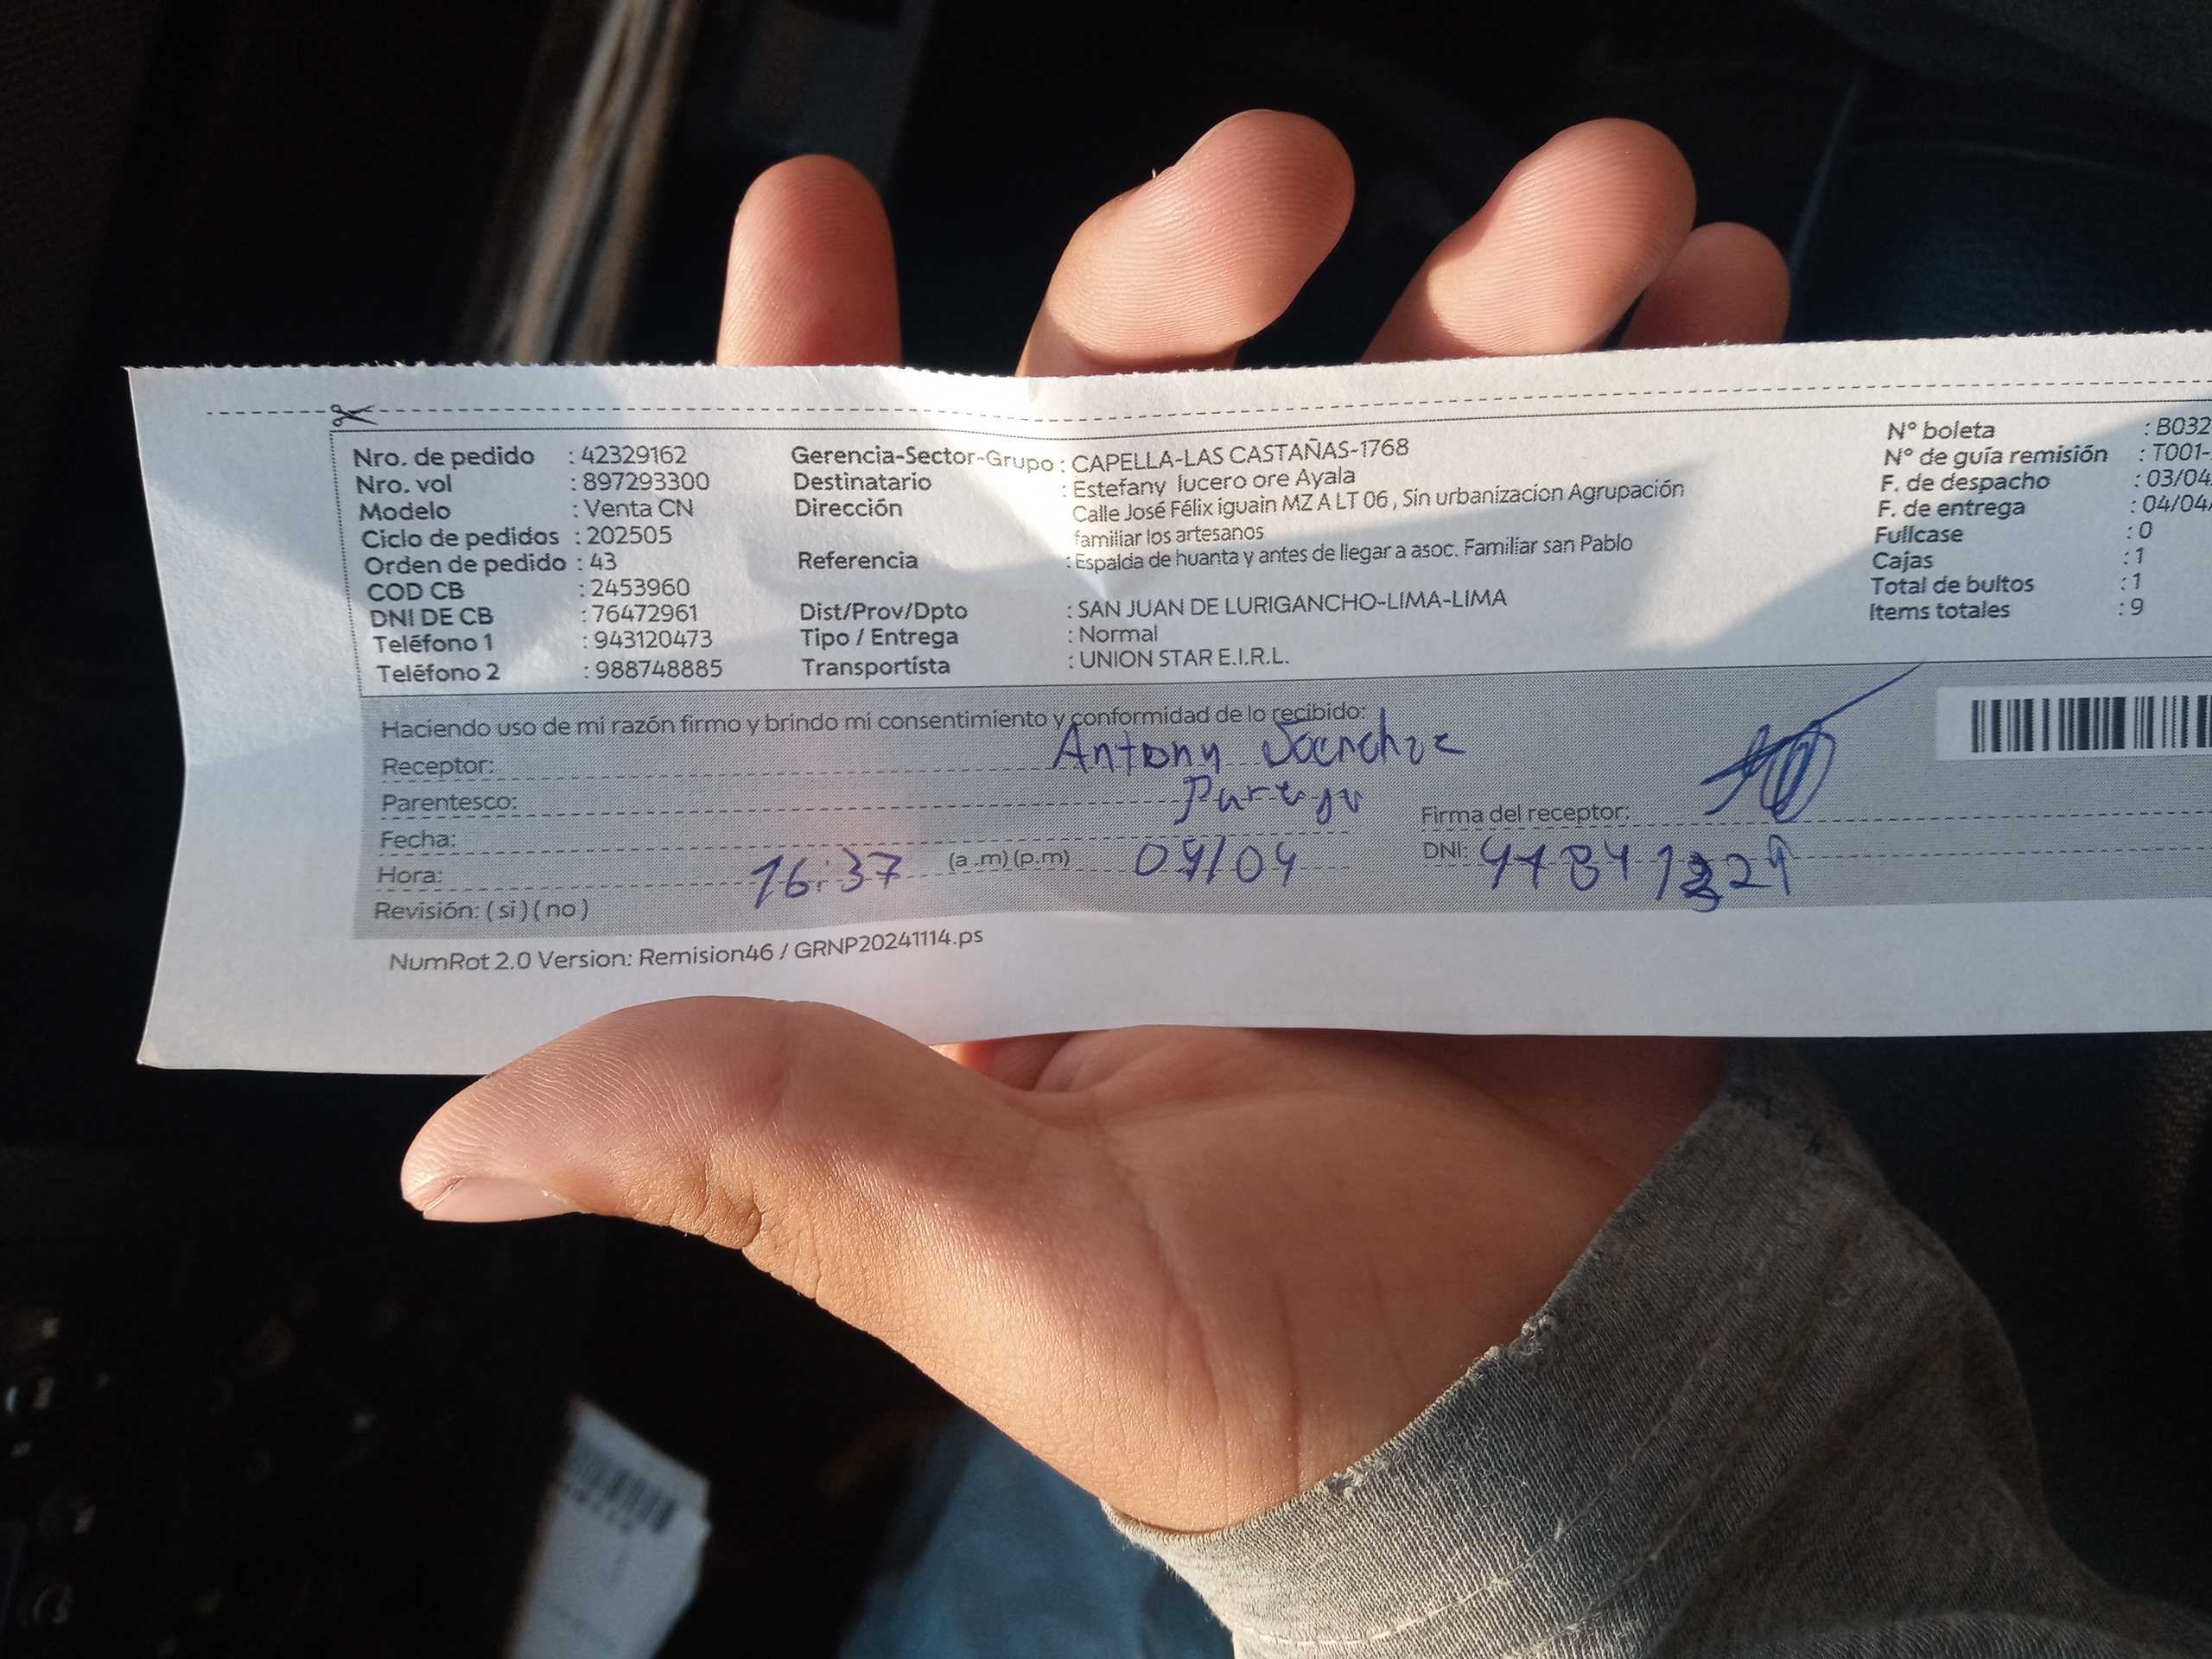 Nro. de pedido : 42329162
Nro. vol : 897293300
Modelo : Venta CN
Ciclo de pedidos : 202505
Orden de pedido : 43
COD CB : 2453960
DNI DE CB : 76472961
Teléfono 1 : 943120473
Teléfono 2 : 988748885
Gerencia-Sector-Grupo : CAPELLA-LAS CASTAÑAS-1768
Destinatario : Estefany lucero ore Ayala
Dirección Calle José Félix iguain MZ A LT 06 , Sin urbanizacion Agrupación
familiar los artesanos
Referencia : Espalda de huanta y antes de llegar a asoc. Familiar san Pablo
Dist/Prov/Dpto : SAN JUAN DE LURIGANCHO-LIMA-LIMA
Tipo / Entrega : Normal
Transportista : UNION STAR E.I.R.L.
N° boleta : B032
N° de guía remisión : T001-
F. de despacho : 03/04
F. de entrega : 04/04/
Fullcase : 0
Cajas : 1
Total de bultos : 1
Items totales : 9
Haciendo uso de mi razón firmo y brindo mi consentimiento y conformidad de lo recibido:
Receptor: Antony
Parentesco: Pareja
Fecha:
Hora: 16:37 (a .m) (p.m) 04/04
Revisión: ( si ) ( no )
Firma del receptor:
DNI:
NumRot 2.0 Version: Remision46 / GRNP20241114.ps